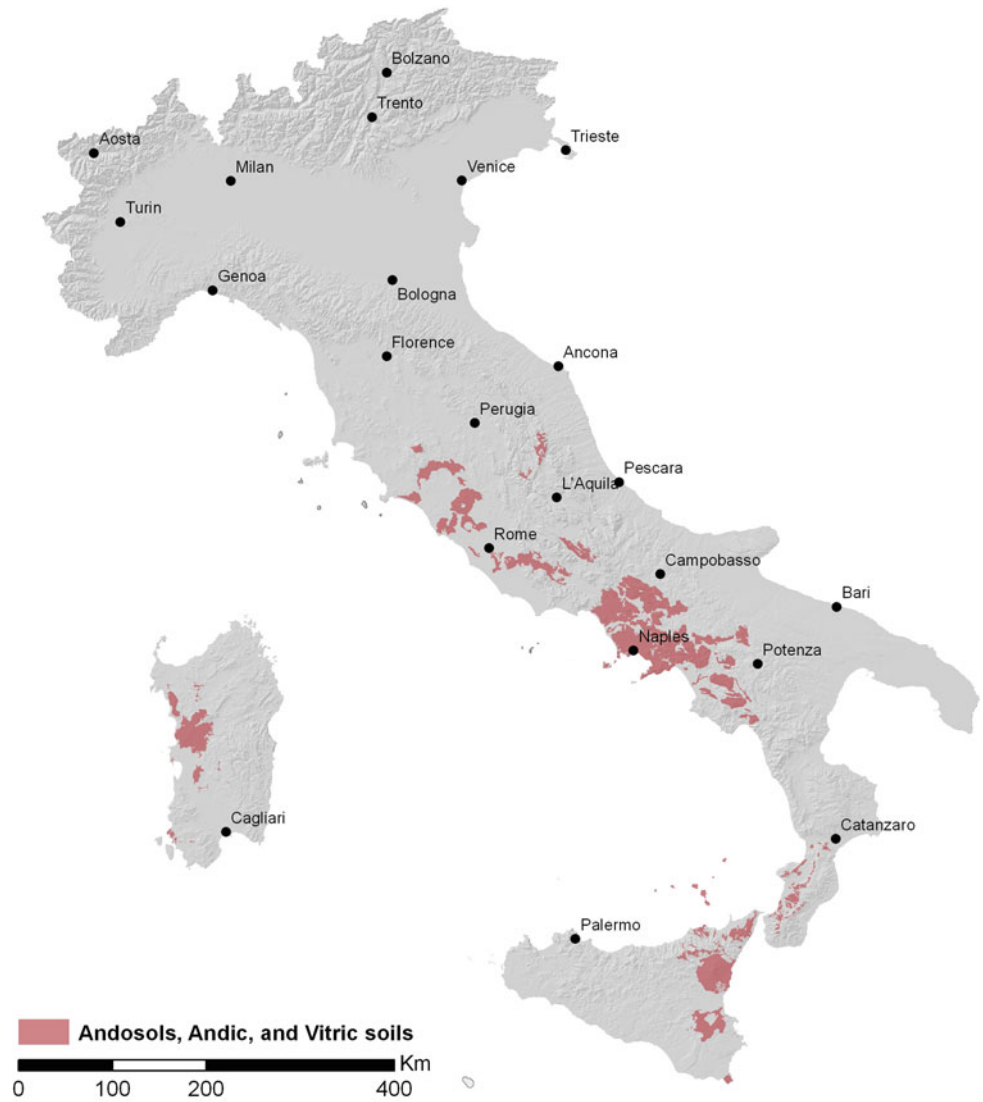 Bolzano
Trento
Aosta
Trieste
Milan
Venice
Turin
Genoa
Bologna
Florence
Ancona
Perugia
Pescara
L'Aquila
Rome
Campobasso
Bari
Naples
Potenza
Cagliari
Catanzaro
Palermo
Andosols, Andic, and Vitric soils
Km
0 100 200 400